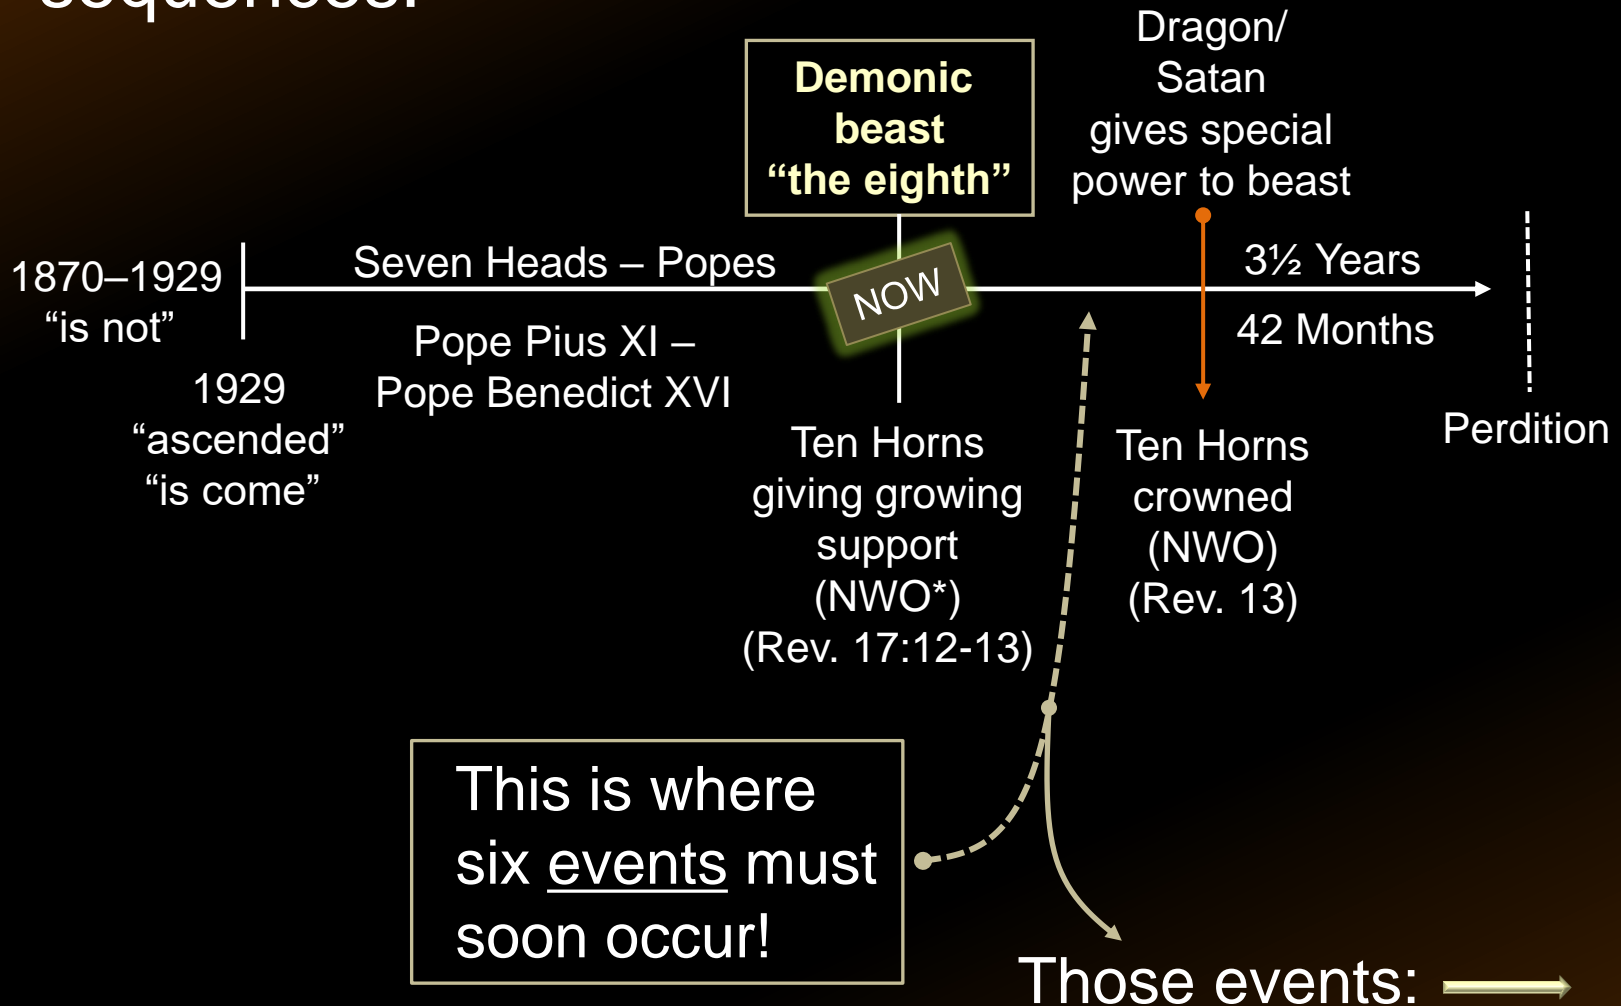 sequences:
Dragon/
Satan
gives special
power to beast
Demonic
beast
“the eighth”
1870–1929
“is not”
Seven Heads – Popes
NOW
3½ Years
42 Months
Pope Pius XI –
Pope Benedict XVI
1929
“ascended”
“is come”
Ten Horns
giving growing
support
(NWO*)
(Rev. 17:12-13)
Ten Horns
crowned
(NWO)
(Rev. 13)
Perdition
This is where
six events must
soon occur!
Those events: